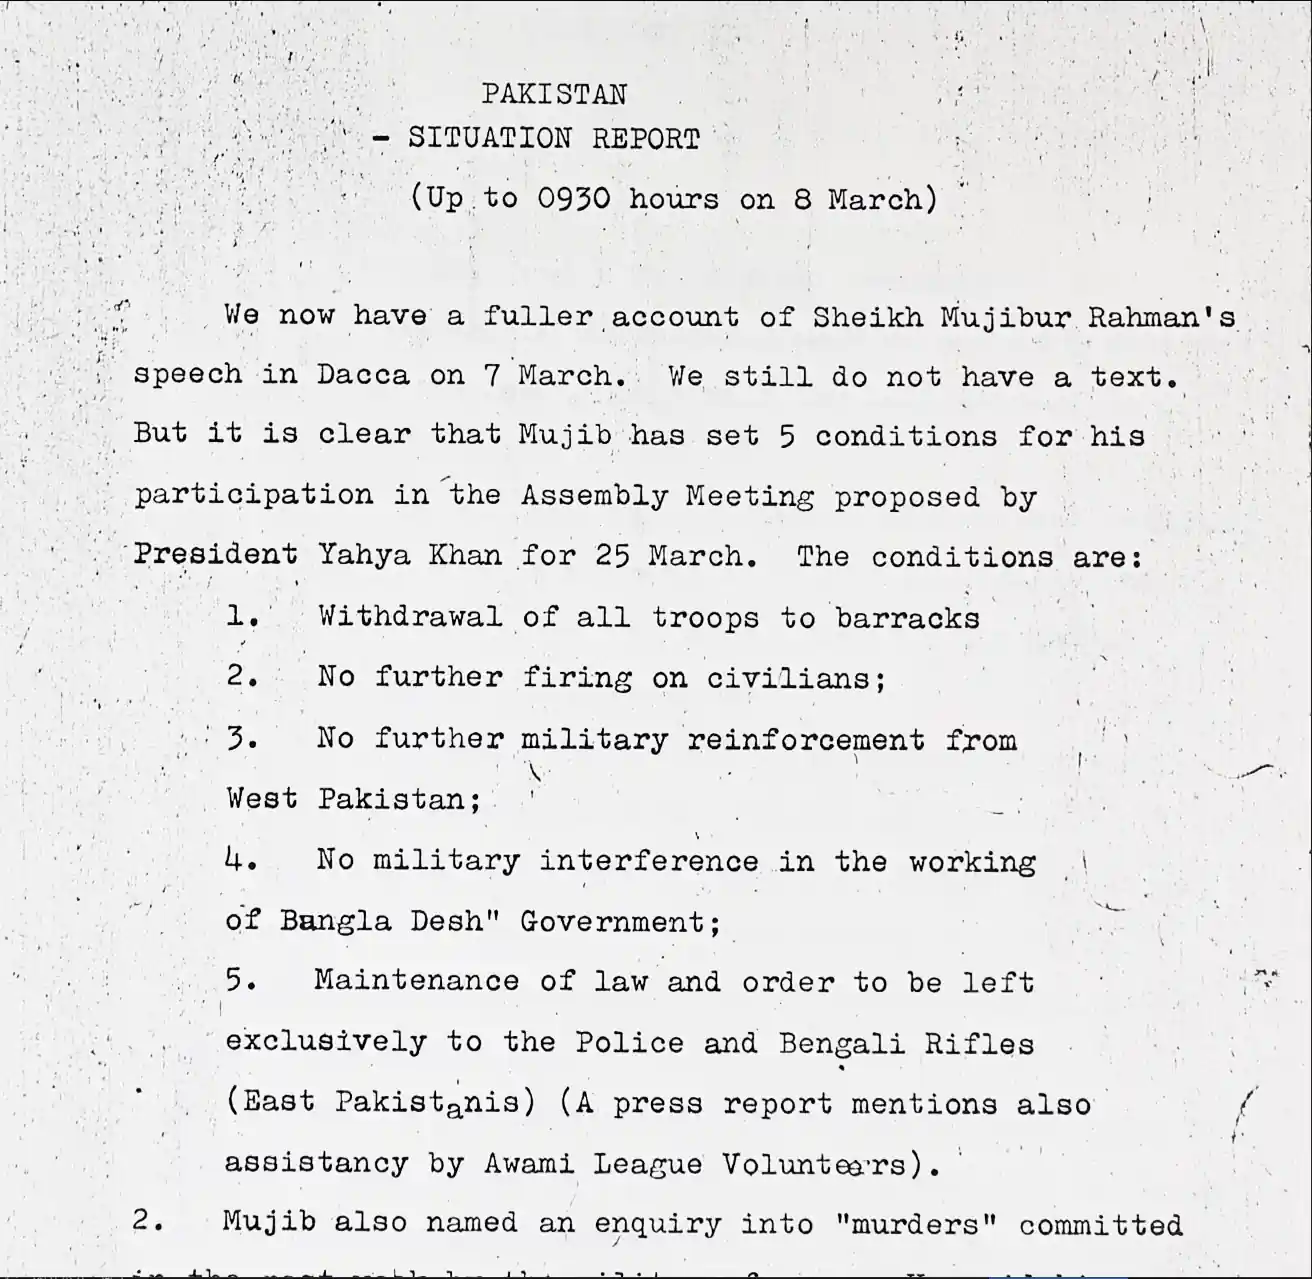 PAKISTAN
- SITUATION REPORT
(Up to 0930 hours on 8 March)
We now have a fuller account of Sheikh Mujibur Rahman's
speech in Dacca on 7 March. We still do not have a text.
But it is clear that Mujib has set 5 conditions for his
participation in the Assembly Meeting proposed by
President Yahya Khan for 25 March. The conditions are:
1. Withdrawal of all troops to barracks
2. No further firing on civilians;
3. No further military reinforcement from
West Pakistan;
4. No military interference in the working
of Bangla Desh" Government;
5. Maintenance of law and order to be left
exclusively to the Police and Bengali Rifles
(East Pakistanis) (A press report mentions also
assistancy by Awami League Volunteers).
2. Mujib also named an enquiry into "murders" committed